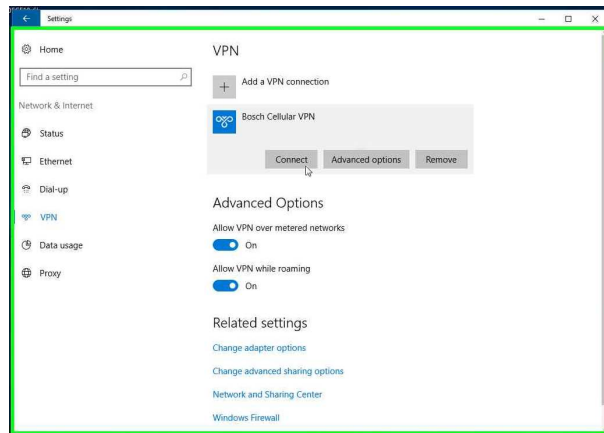 Settings
Home
Find a setting
Network & Internet
Status
Ethernet
Dial-up
VPN
Data usage
Proxy
VPN
Add a VPN connection
Bosch Cellular VPN
Connect Advanced options Remove
Advanced Options
Allow VPN over metered networks
On
Allow VPN while roaming
On
Related settings
Change adapter options
Change advanced sharing options
Network and Sharing Center
Windows Firewall